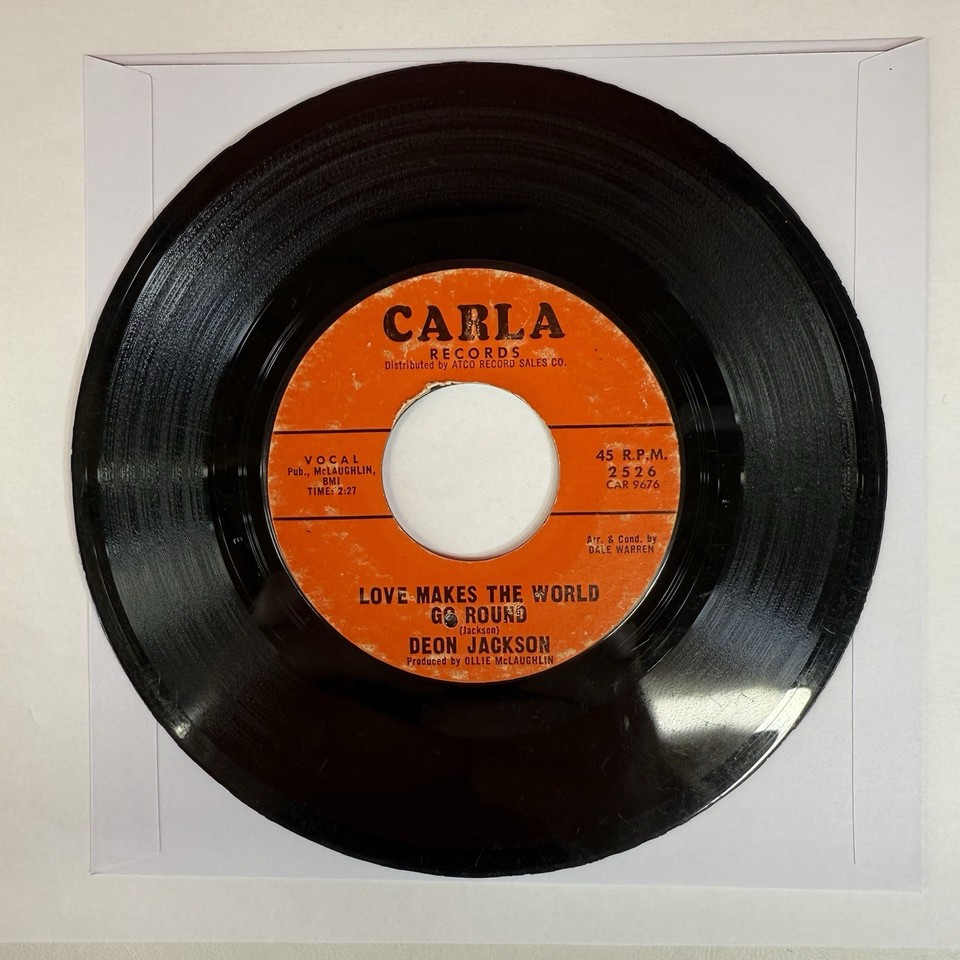 CARLA
RECORDS
Distributed by ATCO RECORD SALES CO.
VOCAL
Pub., McLAUGHLIN,
BMI
TIME: 2:27
45 R.P.M.
2526
CAR 9676
Arr. & Cond. by
DALE WARREN
LOVE MAKES THE WORLD
GO ROUND
(Jackson)
DEON JACKSON
Produced by OLLIE McLAUGHLIN